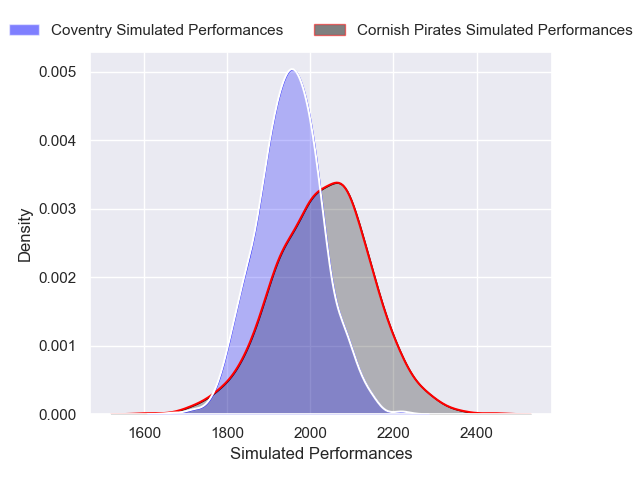 Coventry Simulated Performances
Cornish Pirates Simulated Performances
0.005
0.004
0.003
0.002
0.001
0.000
Density
1600
1800
2000
2200
2400
Simulated Performances